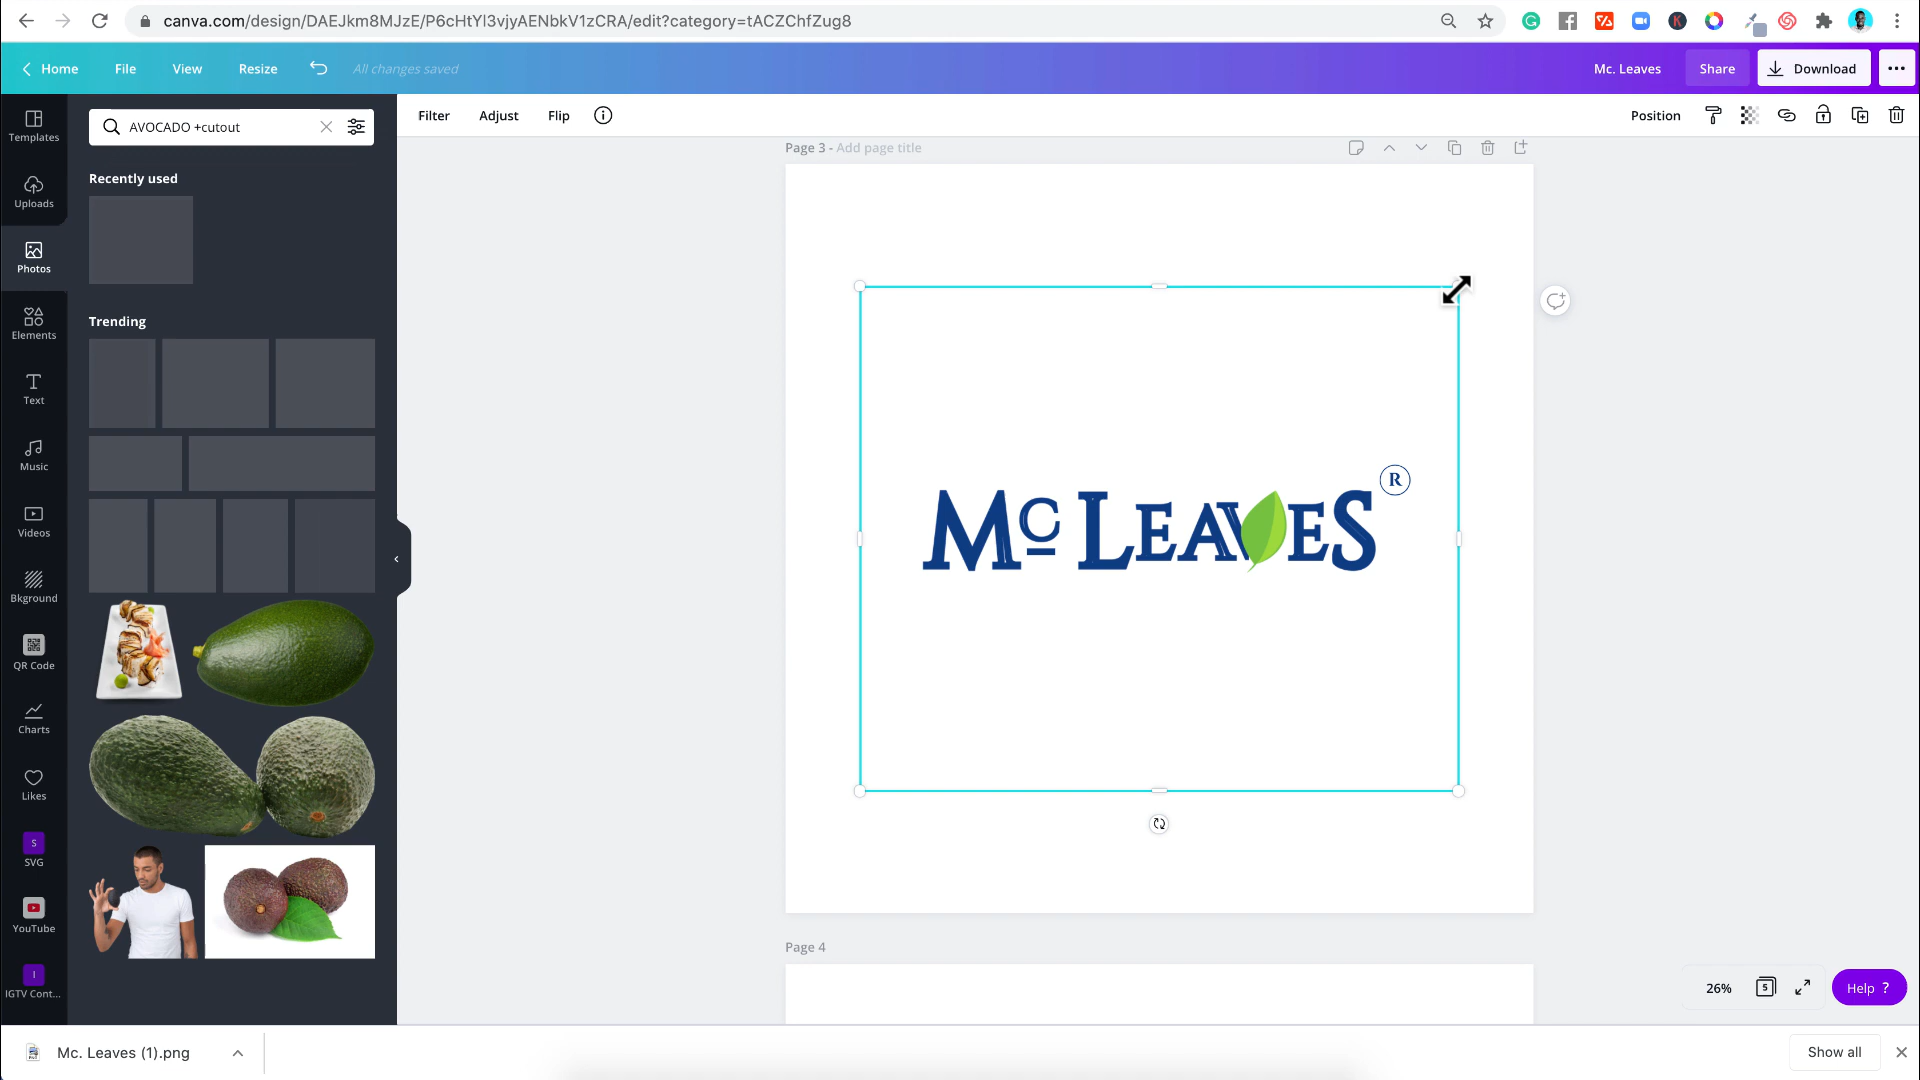 canva.com/design/DAEJkm8MJzE/P6cHtYl3vjyAENbkV1zCRA/edit?category=tACZChfZug8
Home
File
View
Resize
All changes saved
Mc. Leaves
Share
Download
Templates
Uploads
Photos
Elements
Text
Music
Videos
Bkground
QR Code
Charts
Likes
S
SVG
YouTube
I
IGTV Cont...
AVOCADO +cutout
Recently used
Trending
Filter
Adjust
Flip
Position
Page 3 - Add page title
Mc Leaves
R
Page 4
26%
5
Help ?
Mc. Leaves (1).png
Show all